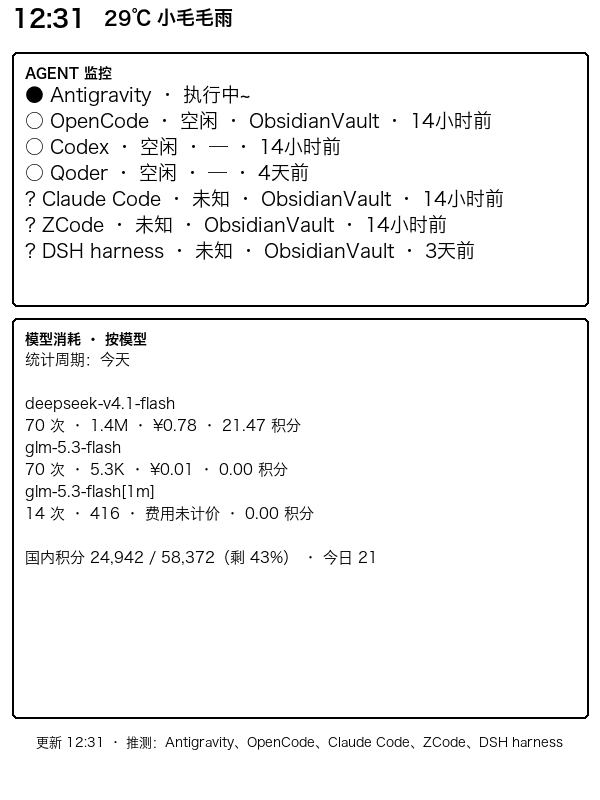 12:31 29℃ 小毛毛雨
AGENT 监控
● Antigravity · 执行中~
○ OpenCode · 空闲 · ObsidianVault · 14小时前
○ Codex · 空闲 · — · 14小时前
○ Qoder · 空闲 · — · 4天前
? Claude Code · 未知 · ObsidianVault · 14小时前
? ZCode · 未知 · ObsidianVault · 14小时前
? DSH harness · 未知 · ObsidianVault · 3天前
模型消耗 · 按模型
统计周期：今天
deepseek-v4.1-flash
70 次 · 1.4M · ¥0.78 · 21.47 积分
glm-5.3-flash
70 次 · 5.3K · ¥0.01 · 0.00 积分
glm-5.3-flash[1m]
14 次 · 416 · 费用未计价 · 0.00 积分
国内积分 24,942 / 58,372（剩 43%） · 今日 21
更新 12:31 · 推测：Antigravity、OpenCode、Claude Code、ZCode、DSH harness